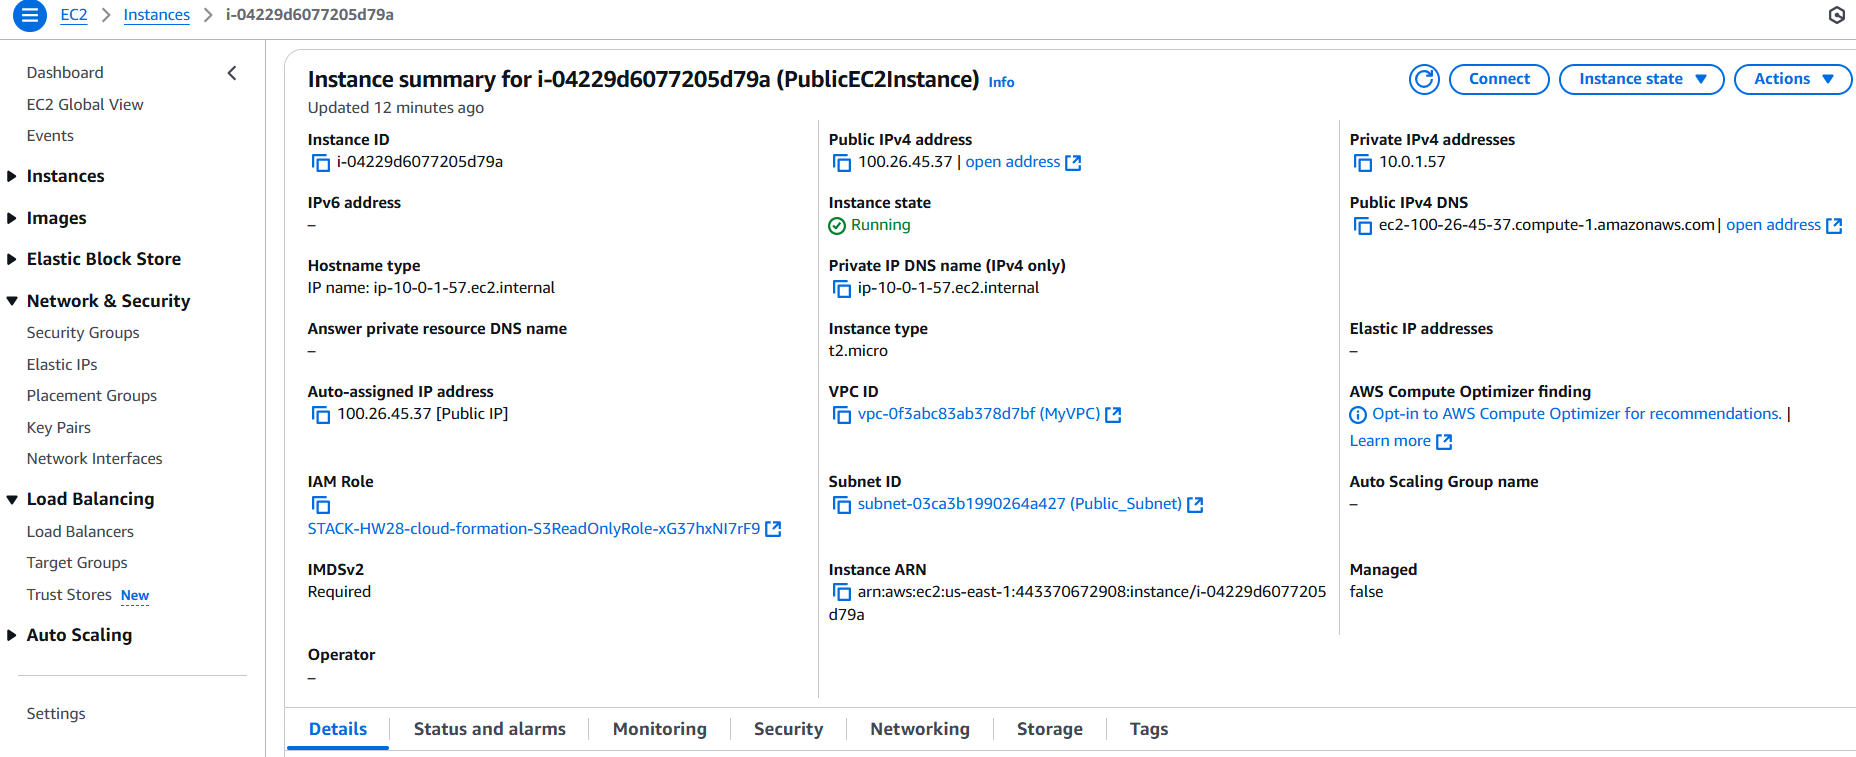 EC2 > Instances > i-04229d6077205d79a
Dashboard
EC2 Global View
Events
Instances
Images
Elastic Block Store
Network & Security
Security Groups
Elastic IPs
Placement Groups
Key Pairs
Network Interfaces
Load Balancing
Load Balancers
Target Groups
Trust Stores New
Auto Scaling
Settings
Instance summary for i-04229d6077205d79a (PublicEC2Instance) Info
Connect
Instance state
Actions
Updated 12 minutes ago
Instance ID
i-04229d6077205d79a
Public IPv4 address
100.26.45.37 | open address
Private IPv4 addresses
10.0.1.57
IPv6 address
–
Instance state
Running
Public IPv4 DNS
ec2-100-26-45-37.compute-1.amazonaws.com | open address
Hostname type
IP name: ip-10-0-1-57.ec2.internal
Private IP DNS name (IPv4 only)
ip-10-0-1-57.ec2.internal
Answer private resource DNS name
–
Instance type
t2.micro
Elastic IP addresses
–
Auto-assigned IP address
100.26.45.37 [Public IP]
VPC ID
vpc-0f3abc83ab378d7bf (MyVPC)
AWS Compute Optimizer finding
Opt-in to AWS Compute Optimizer for recommendations. |
Learn more
IAM Role
STACK-HW28-cloud-formation-S3ReadOnlyRole-xG37hxNI7rF9
Subnet ID
subnet-03ca3b1990264a427 (Public_Subnet)
Auto Scaling Group name
–
IMDSv2
Required
Instance ARN
arn:aws:ec2:us-east-1:443370672908:instance/i-04229d6077205
d79a
Managed
false
Operator
–
Details
Status and alarms
Monitoring
Security
Networking
Storage
Tags